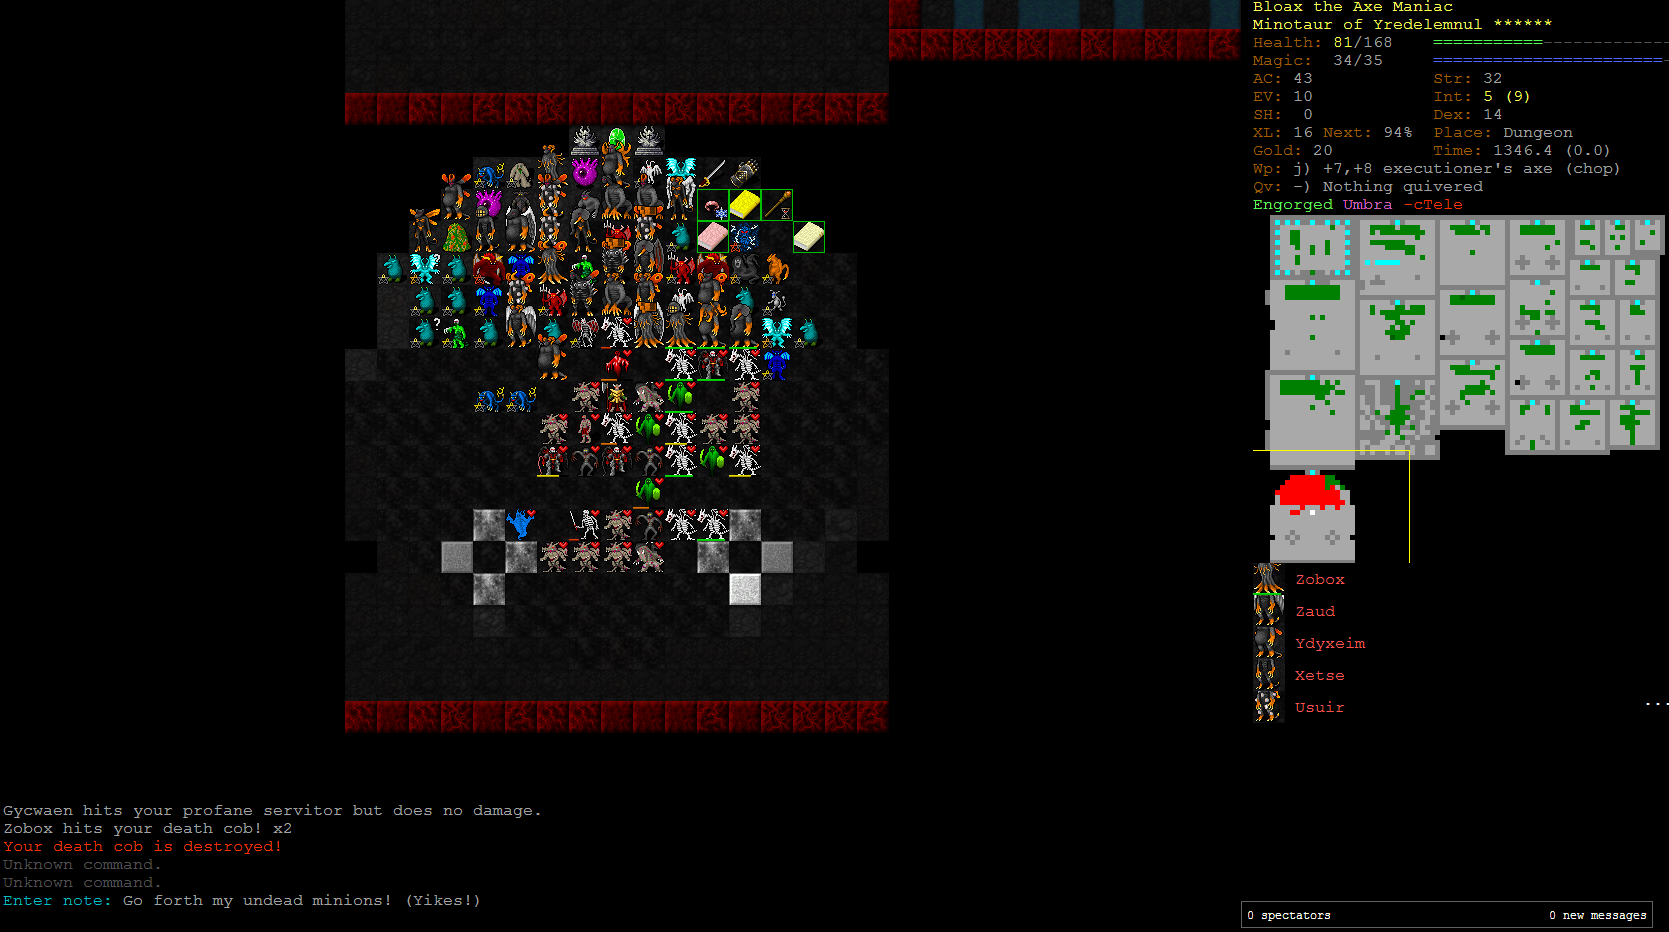 Bloax the Axe Maniac
Minotaur of Yredelemnul ******
Health: 81/168 ===========-------------
Magic: 34/35 =======================-
AC: 43 Str: 32
EV: 10 Int: 5 (9)
SH: 0 Dex: 14
XL: 16 Next: 94% Place: Dungeon
Gold: 20 Time: 1346.4 (0.0)
Wp: j) +7,+8 executioner's axe (chop)
Qv: -) Nothing quivered
Engorged Umbra -cTele
Zobox
Zaud
Ydyxeim
Xetse
Usuir
...
Gycwaen hits your profane servitor but does no damage.
Zobox hits your death cob! x2
Your death cob is destroyed!
Unknown command.
Unknown command.
Enter note: Go forth my undead minions! (Yikes!)
0 spectators 0 new messages